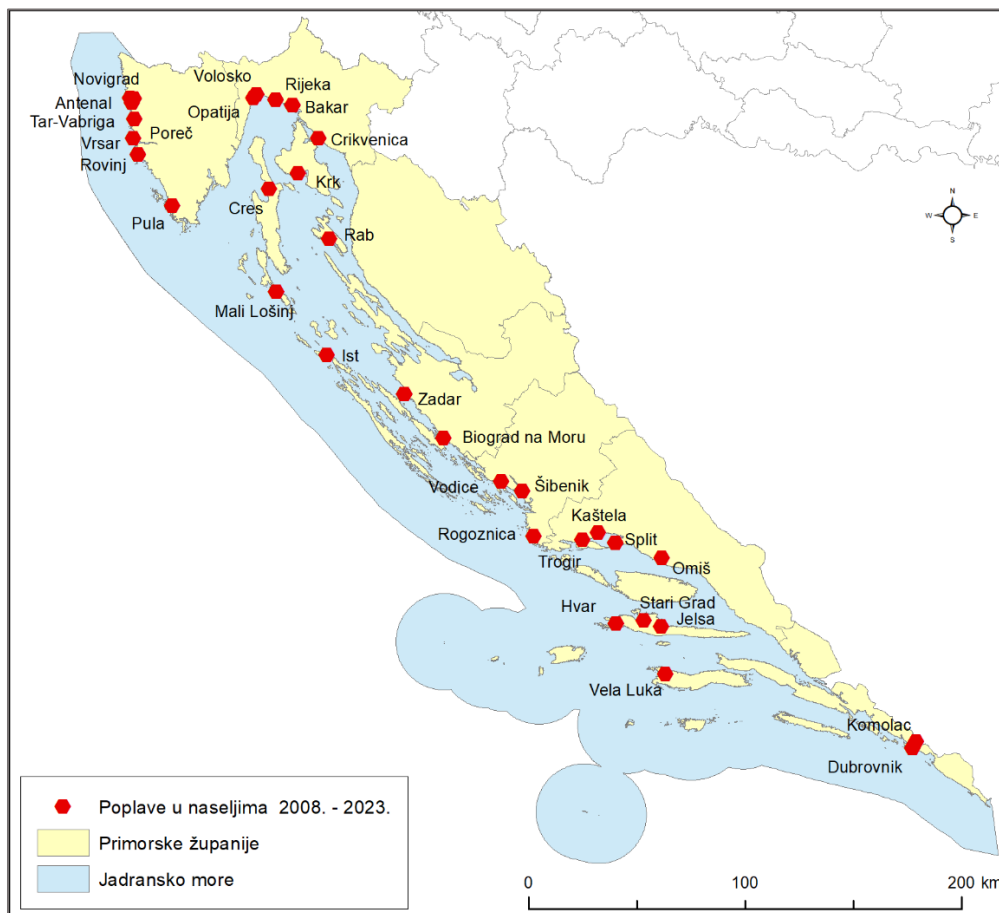 Novigrad
Volosko
Rijeka
Antenal
Opatija
Bakar
Tar-Vabriga
Poreč
Crikvenica
Vrsar
Rovinj
Krk
Cres
Pula
Rab
Mali Lošinj
Ist
Zadar
Biograd na Moru
Vodice
Šibenik
Kaštela
Rogoznica
Split
Trogir
Omiš
Hvar
Stari Grad
Jelsa
Vela Luka
Komolac
Dubrovnik
N
W
E
S
Poplave u naseljima 2008. - 2023.
Primorske županije
Jadransko more
0 100 200 km